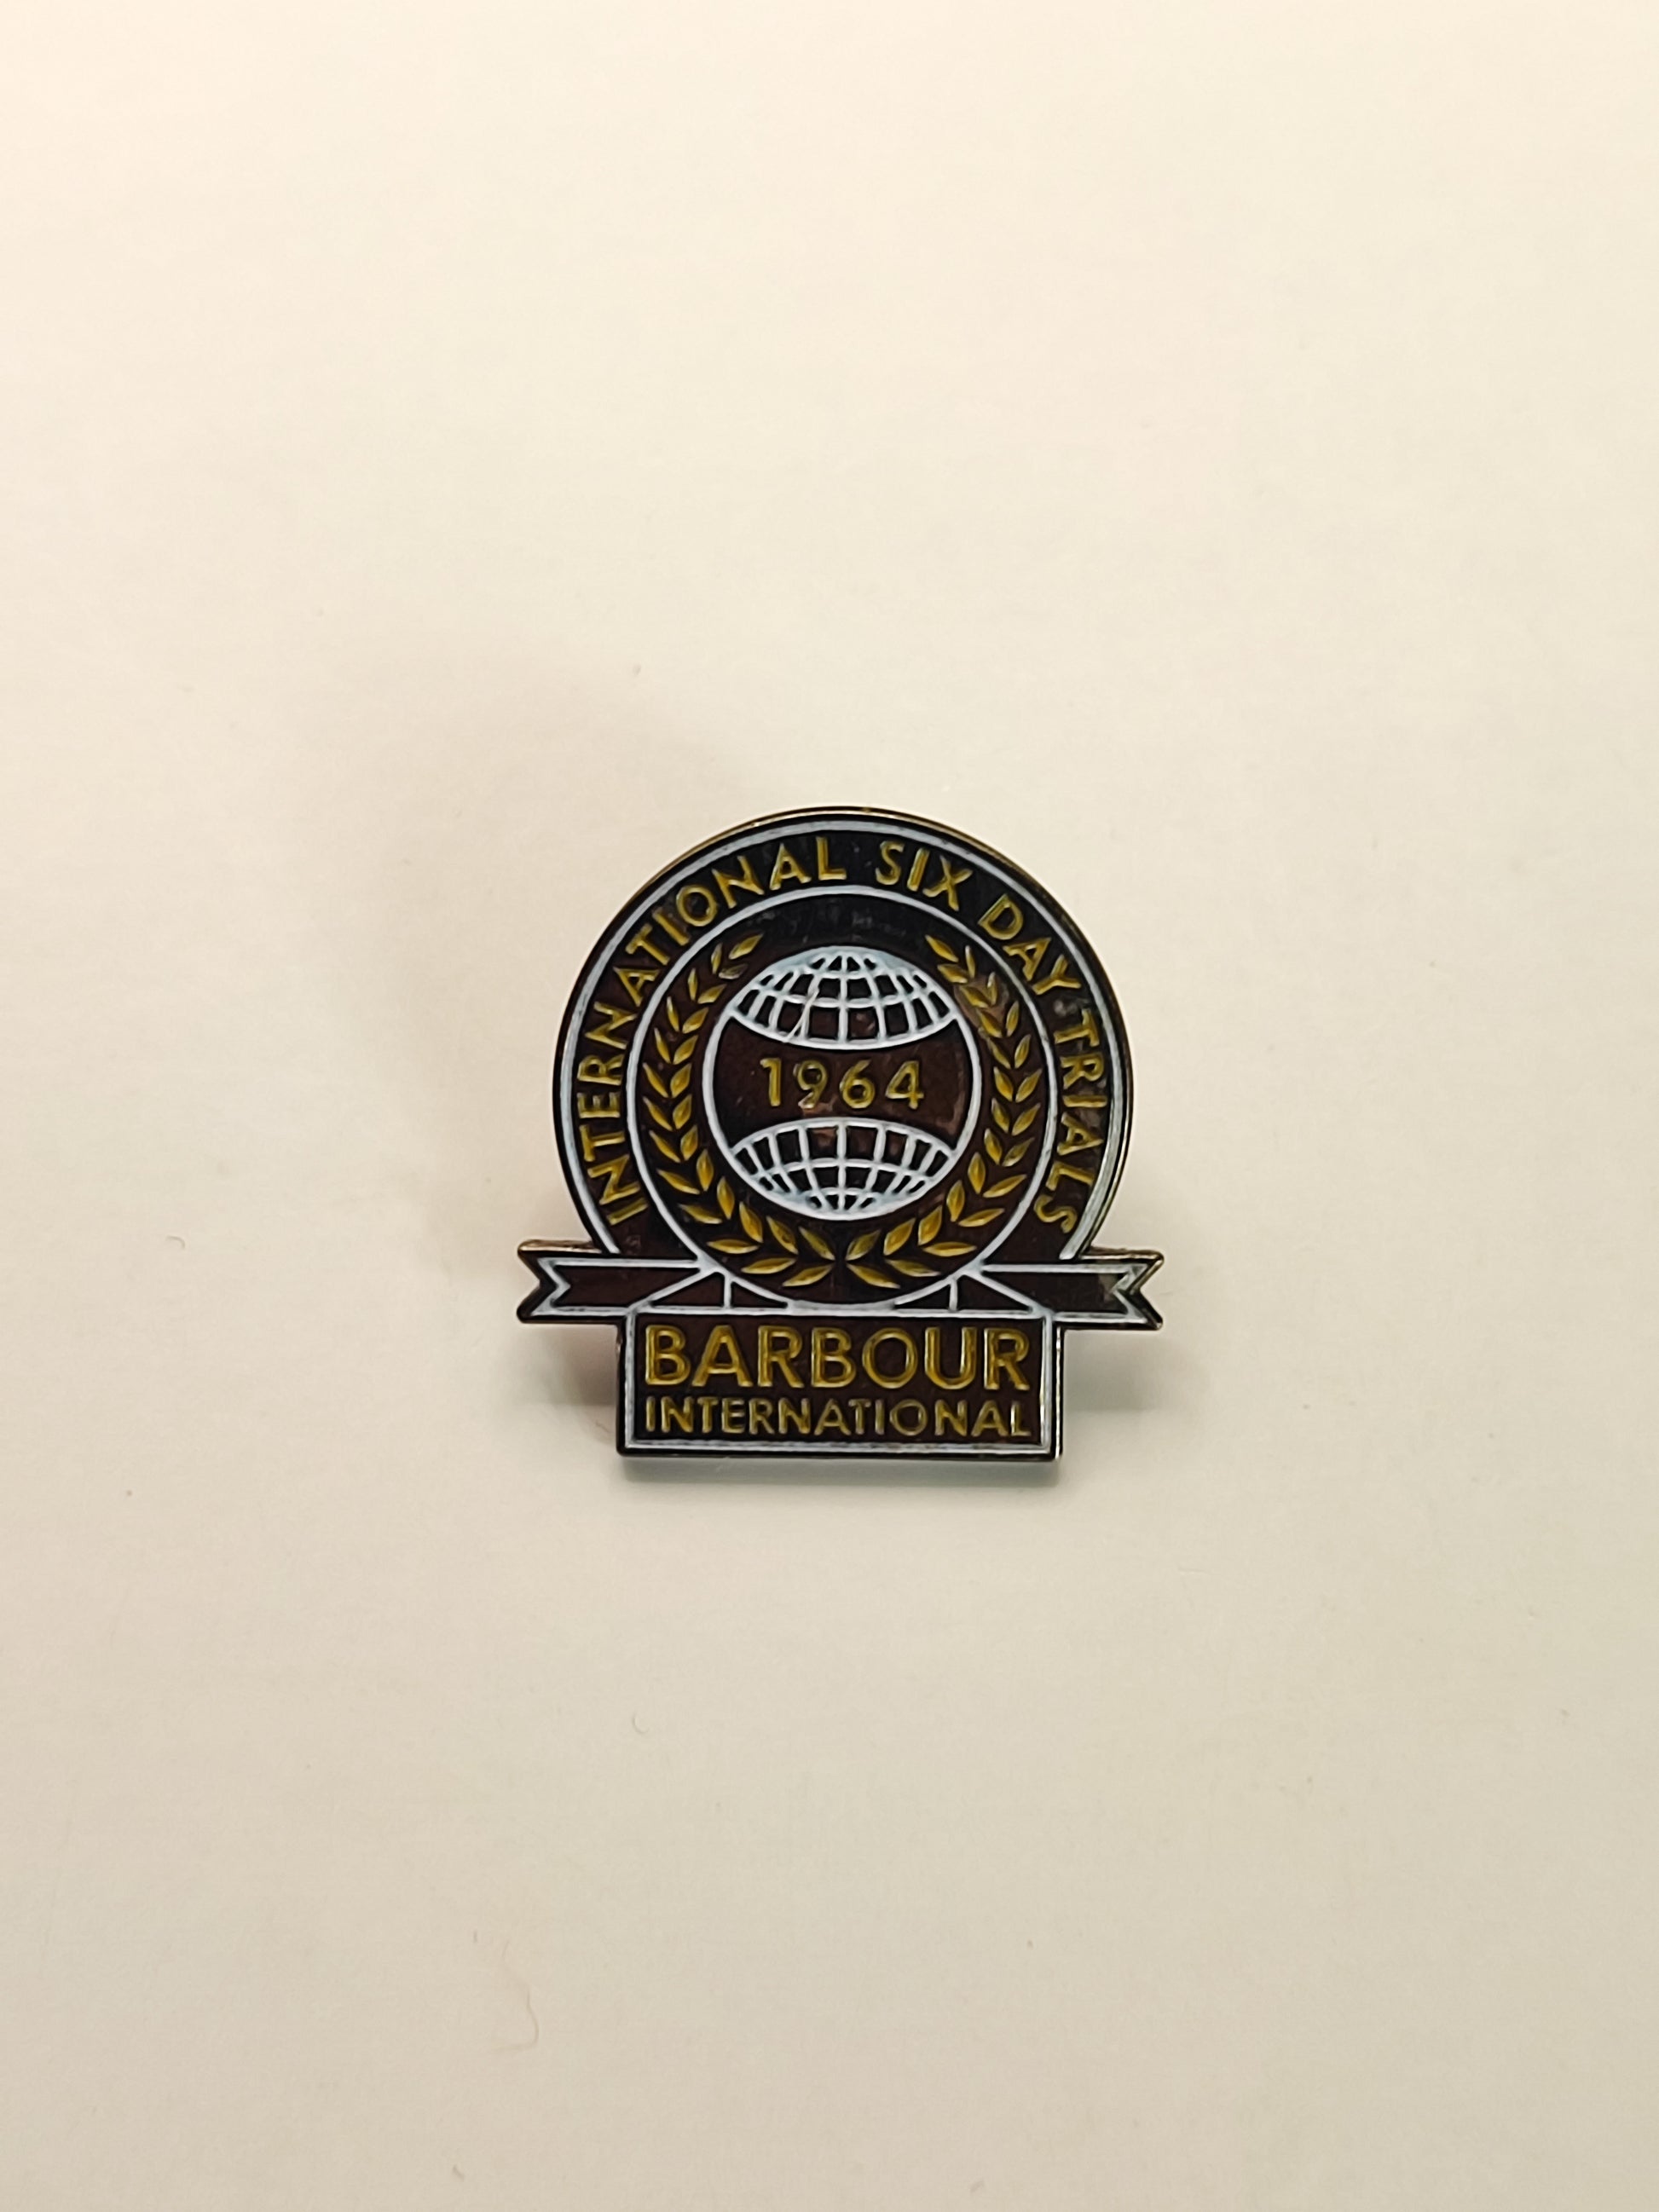 INTERNATIONAL SIX DAY TRIALS
1964
BARBOUR
INTERNATIONAL